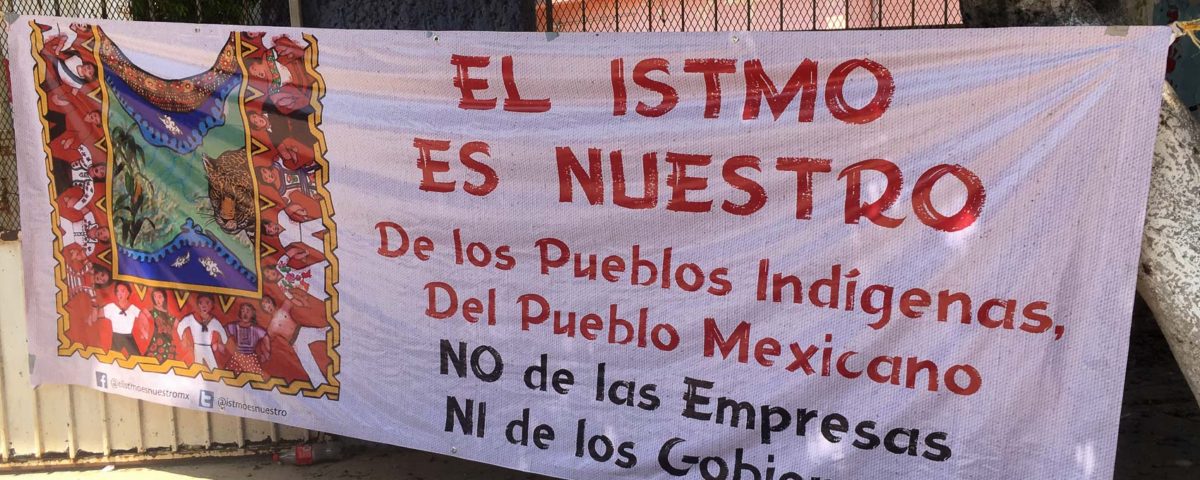 EL ISTMO
ES NUESTRO
De los Pueblos Indígenas,
Del Pueblo Mexicano
NO de las Empresas
NI de los
@elistmoesnuestromx @istmoesnuestro